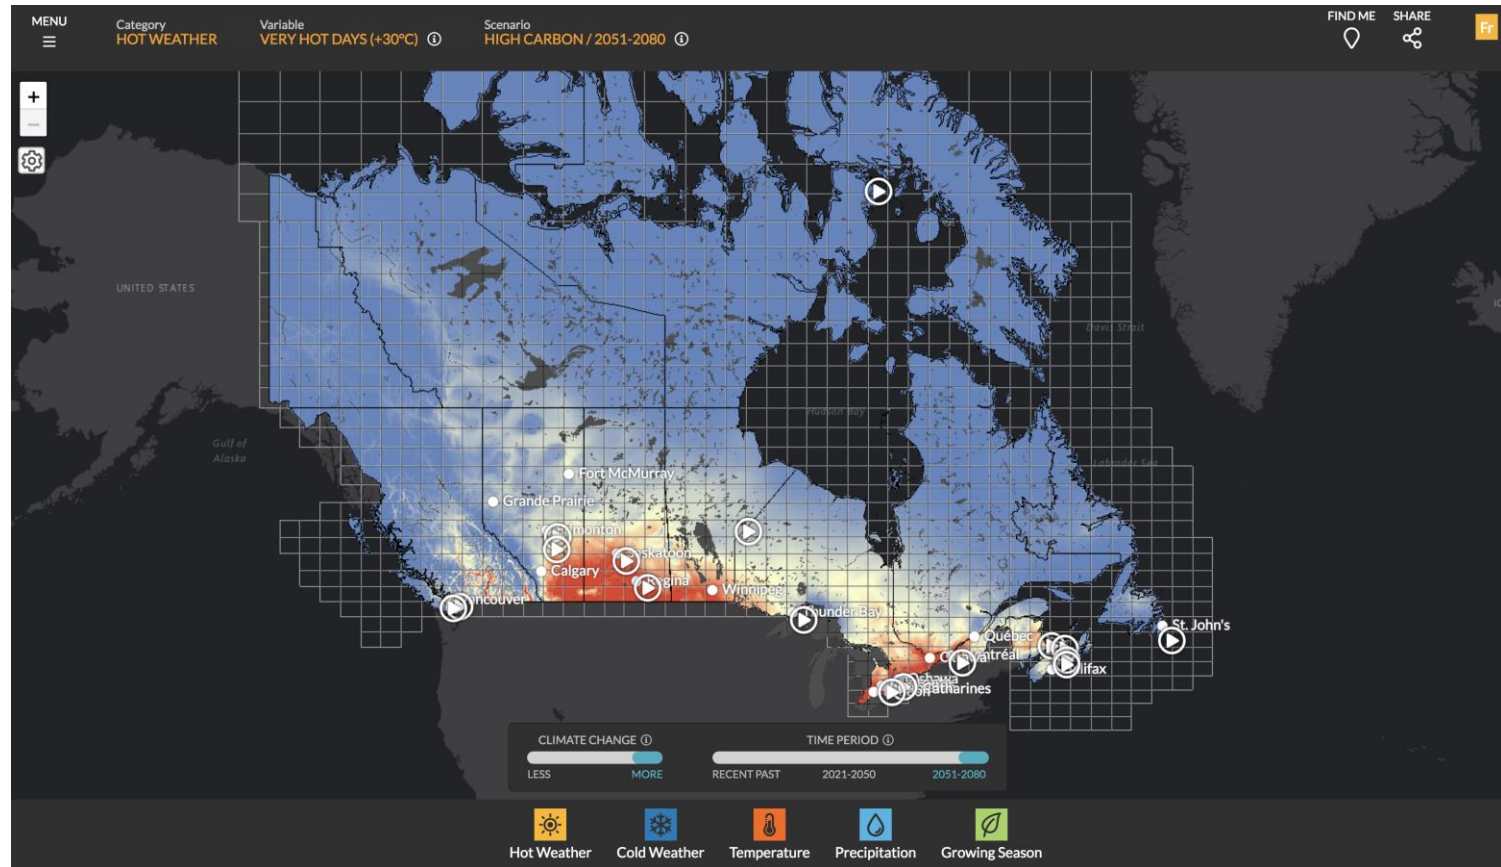 MENU
Category
HOT WEATHER
Variable
VERY HOT DAYS (+30°C)
Scenario
HIGH CARBON / 2051-2080
FIND ME
SHARE
Fr
+
UNITED STATES
Davis Strait
Hudson Bay
Gulf of
Alaska
Labrador Sea
Fort McMurray
Grande Prairie
Calgary
Winnipeg
Thunder Bay
St. John's
Québec
CLIMATE CHANGE
LESS
MORE
TIME PERIOD
RECENT PAST
2021-2050
2051-2080
Hot Weather
Cold Weather
Temperature
Precipitation
Growing Season